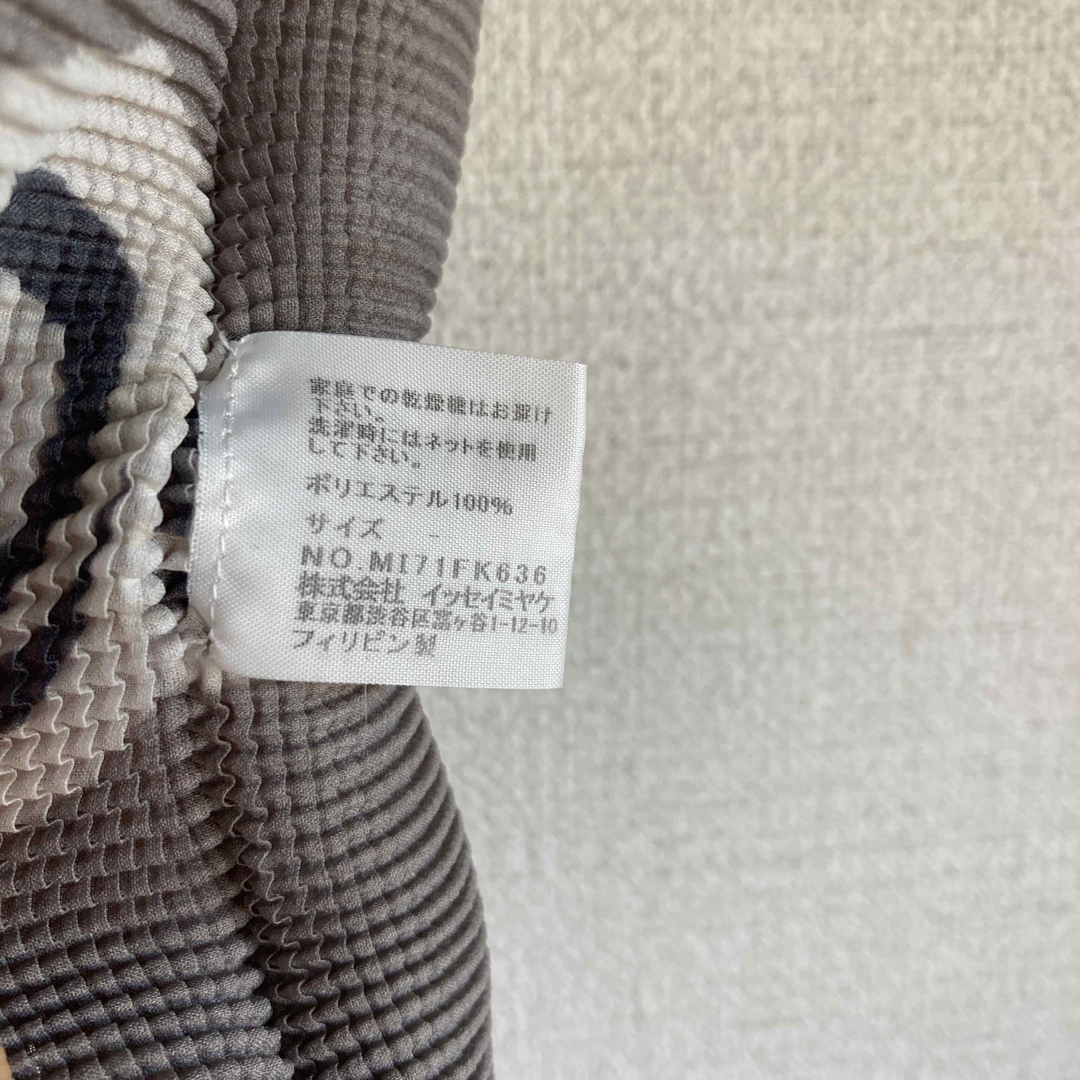 家庭での乾燥機はお避け
下さい。
洗濯時にはネットを使用
して下さい。
ポリエステル100%
サイズ -
NO.MI71FK636
株式会社 イッセイミヤケ
東京都渋谷区富ヶ谷1-12-10
フィリピン製